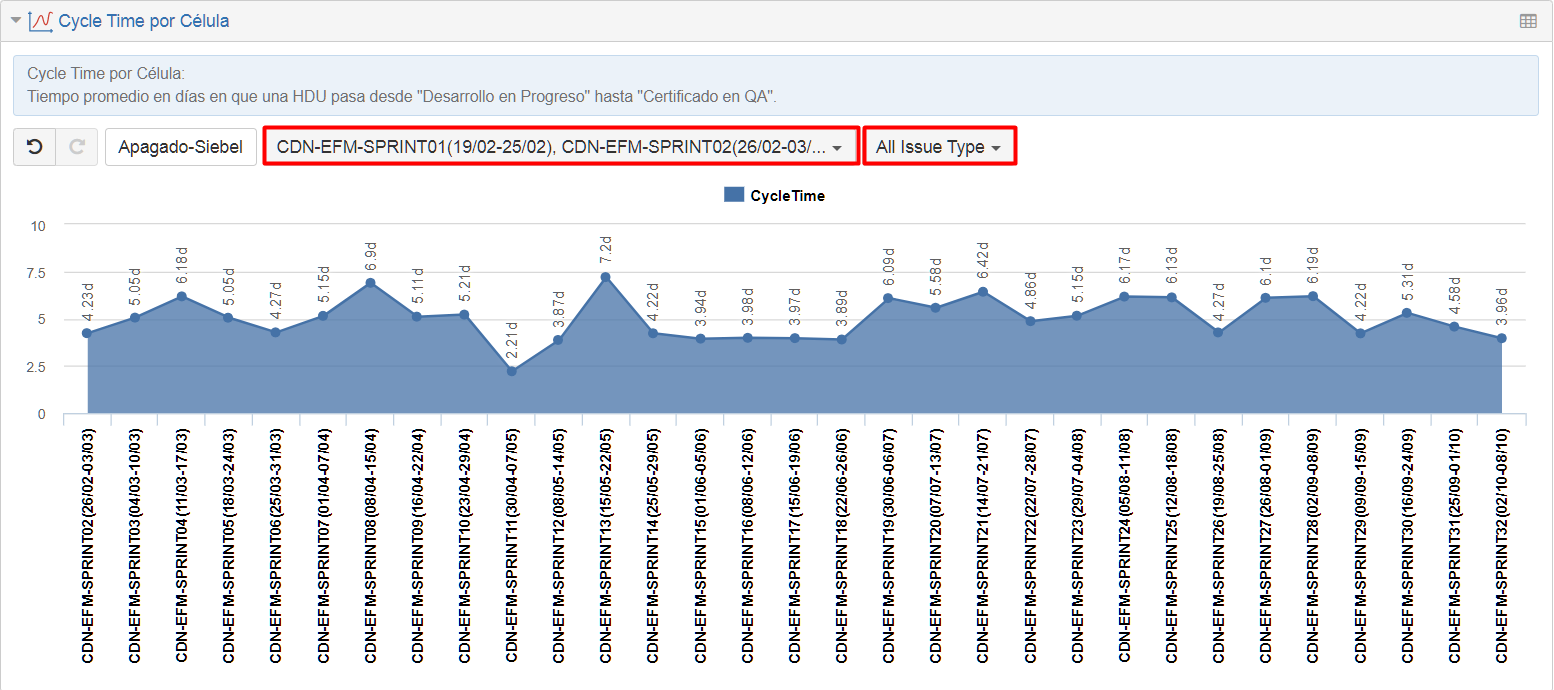 Cycle Time por Célula
Cycle Time por Célula:
Tiempo promedio en días en que una HDU pasa desde "Desarrollo en Progreso" hasta "Certificado en QA".
Apagado-Siebel
CDN-EFM-SPRINT01(19/02-25/02), CDN-EFM-SPRINT02(26/02-03/...
All Issue Type
CycleTime
10
7.5
5
2.5
0
4.23d
5.05d
6.18d
5.05d
4.27d
5.15d
6.9d
5.11d
5.21d
2.21d
3.87d
7.2d
4.22d
3.94d
3.98d
3.97d
3.89d
6.09d
5.58d
6.42d
4.86d
5.15d
6.17d
6.13d
4.27d
6.1d
6.19d
4.22d
5.31d
4.58d
3.96d
CDN-EFM-SPRINT02(26/02-03/03)
CDN-EFM-SPRINT03(04/03-10/03)
CDN-EFM-SPRINT04(11/03-17/03)
CDN-EFM-SPRINT05(18/03-24/03)
CDN-EFM-SPRINT06(25/03-31/03)
CDN-EFM-SPRINT07(01/04-07/04)
CDN-EFM-SPRINT08(08/04-15/04)
CDN-EFM-SPRINT09(16/04-22/04)
CDN-EFM-SPRINT10(23/04-29/04)
CDN-EFM-SPRINT11(30/04-07/05)
CDN-EFM-SPRINT12(08/05-14/05)
CDN-EFM-SPRINT13(15/05-22/05)
CDN-EFM-SPRINT14(25/05-29/05)
CDN-EFM-SPRINT15(01/06-05/06)
CDN-EFM-SPRINT16(08/06-12/06)
CDN-EFM-SPRINT17(15/06-19/06)
CDN-EFM-SPRINT18(22/06-26/06)
CDN-EFM-SPRINT19(30/06-06/07)
CDN-EFM-SPRINT20(07/07-13/07)
CDN-EFM-SPRINT21(14/07-21/07)
CDN-EFM-SPRINT22(22/07-28/07)
CDN-EFM-SPRINT23(29/07-04/08)
CDN-EFM-SPRINT24(05/08-11/08)
CDN-EFM-SPRINT25(12/08-18/08)
CDN-EFM-SPRINT26(19/08-25/08)
CDN-EFM-SPRINT27(26/08-01/09)
CDN-EFM-SPRINT28(02/09-08/09)
CDN-EFM-SPRINT29(09/09-15/09)
CDN-EFM-SPRINT30(16/09-24/09)
CDN-EFM-SPRINT31(25/09-01/10)
CDN-EFM-SPRINT32(02/10-08/10)